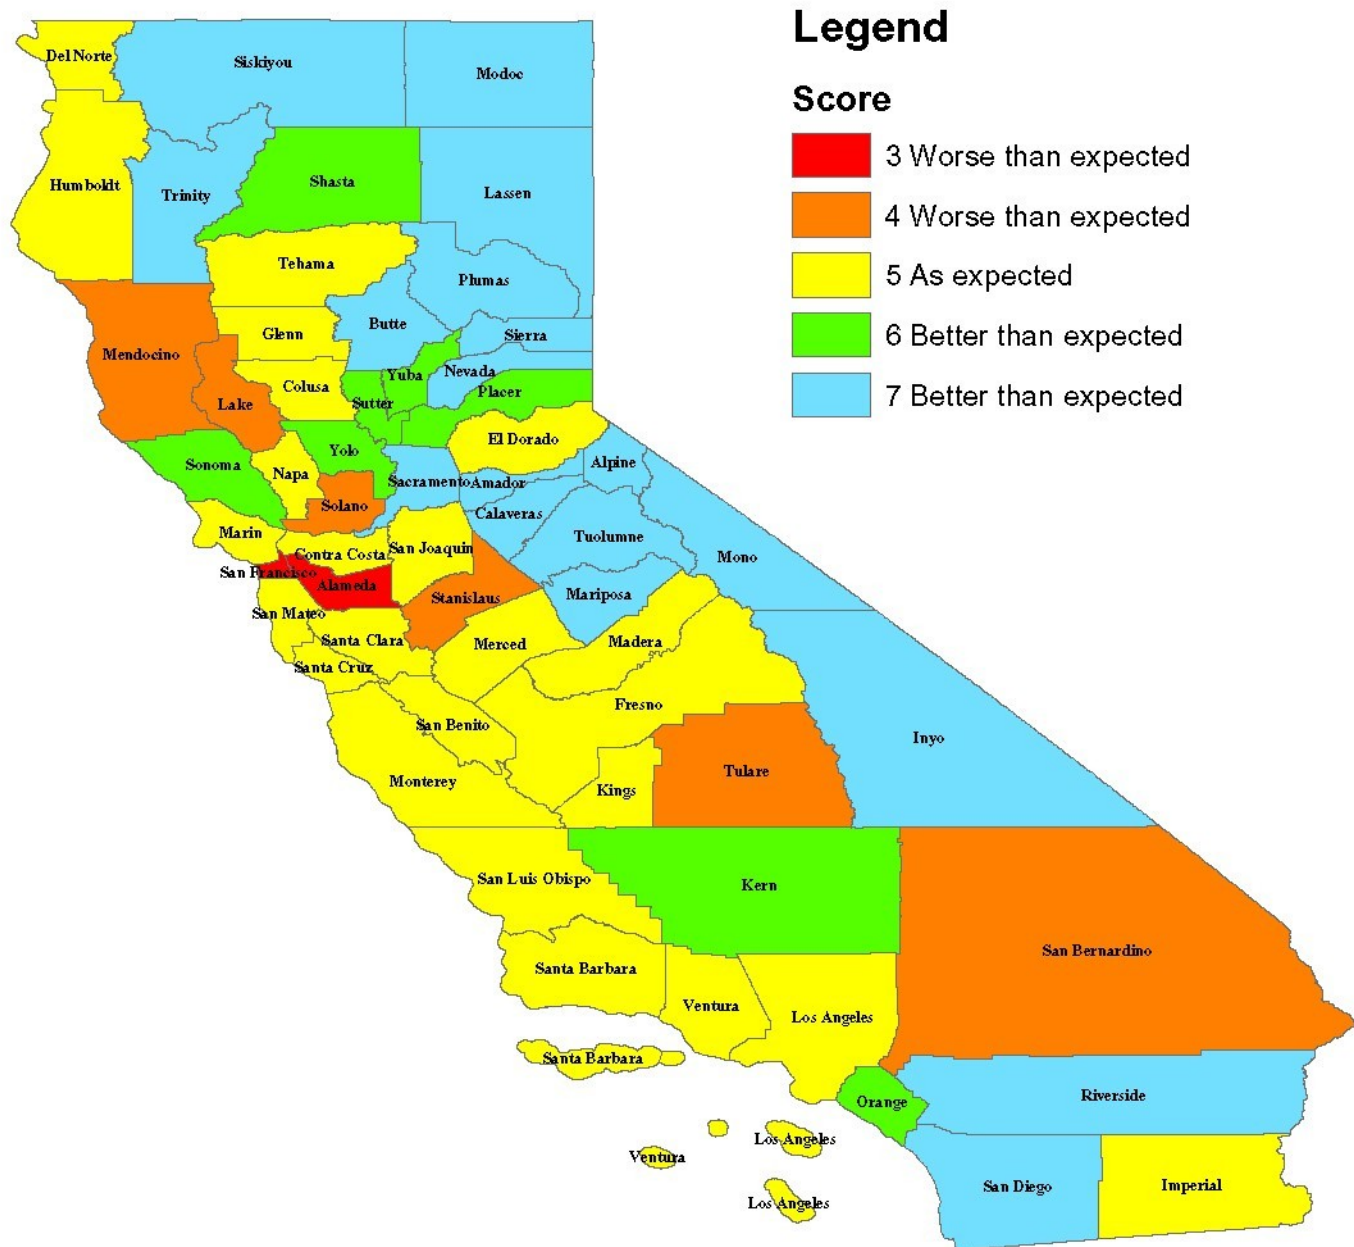 Legend
Score
3 Worse than expected
4 Worse than expected
5 As expected
6 Better than expected
7 Better than expected
Del Norte
Siskiyou
Modoc
Humboldt
Trinity
Shasta
Lassen
Tehama
Plumas
Mendocino
Glenn
Butte
Sierra
Lake
Colusa
Sutter
Yuba
Nevada
Placer
Sonoma
Napa
Yolo
El Dorado
Solano
Sacramento
Amador
Alpine
Marin
Contra Costa
San Joaquin
Calaveras
Tuolumne
Mono
San Francisco
Alameda
Stanislaus
Mariposa
San Mateo
Santa Clara
Merced
Madera
Santa Cruz
San Benito
Fresno
Inyo
Monterey
Kings
Tulare
San Luis Obispo
Kern
San Bernardino
Santa Barbara
Ventura
Los Angeles
Santa Barbara
Orange
Riverside
Los Angeles
Ventura
San Diego
Imperial
Los Angeles